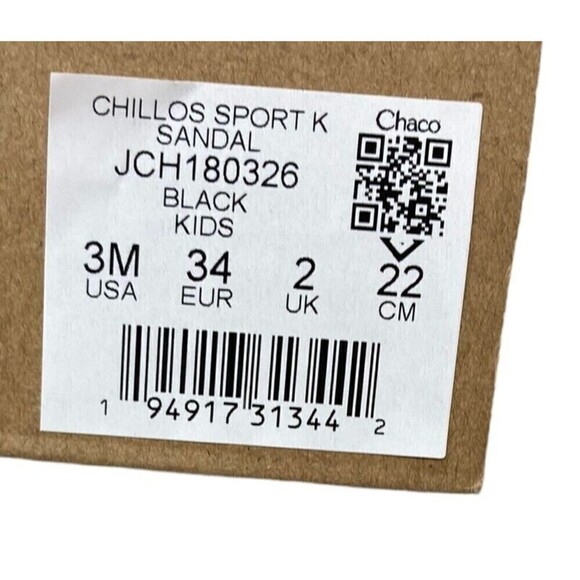 CHILLOS SPORT K
SANDAL
JCH180326
BLACK
KIDS
Chaco
3M 34 2 22
USA EUR UK CM
1 94917 31344 2